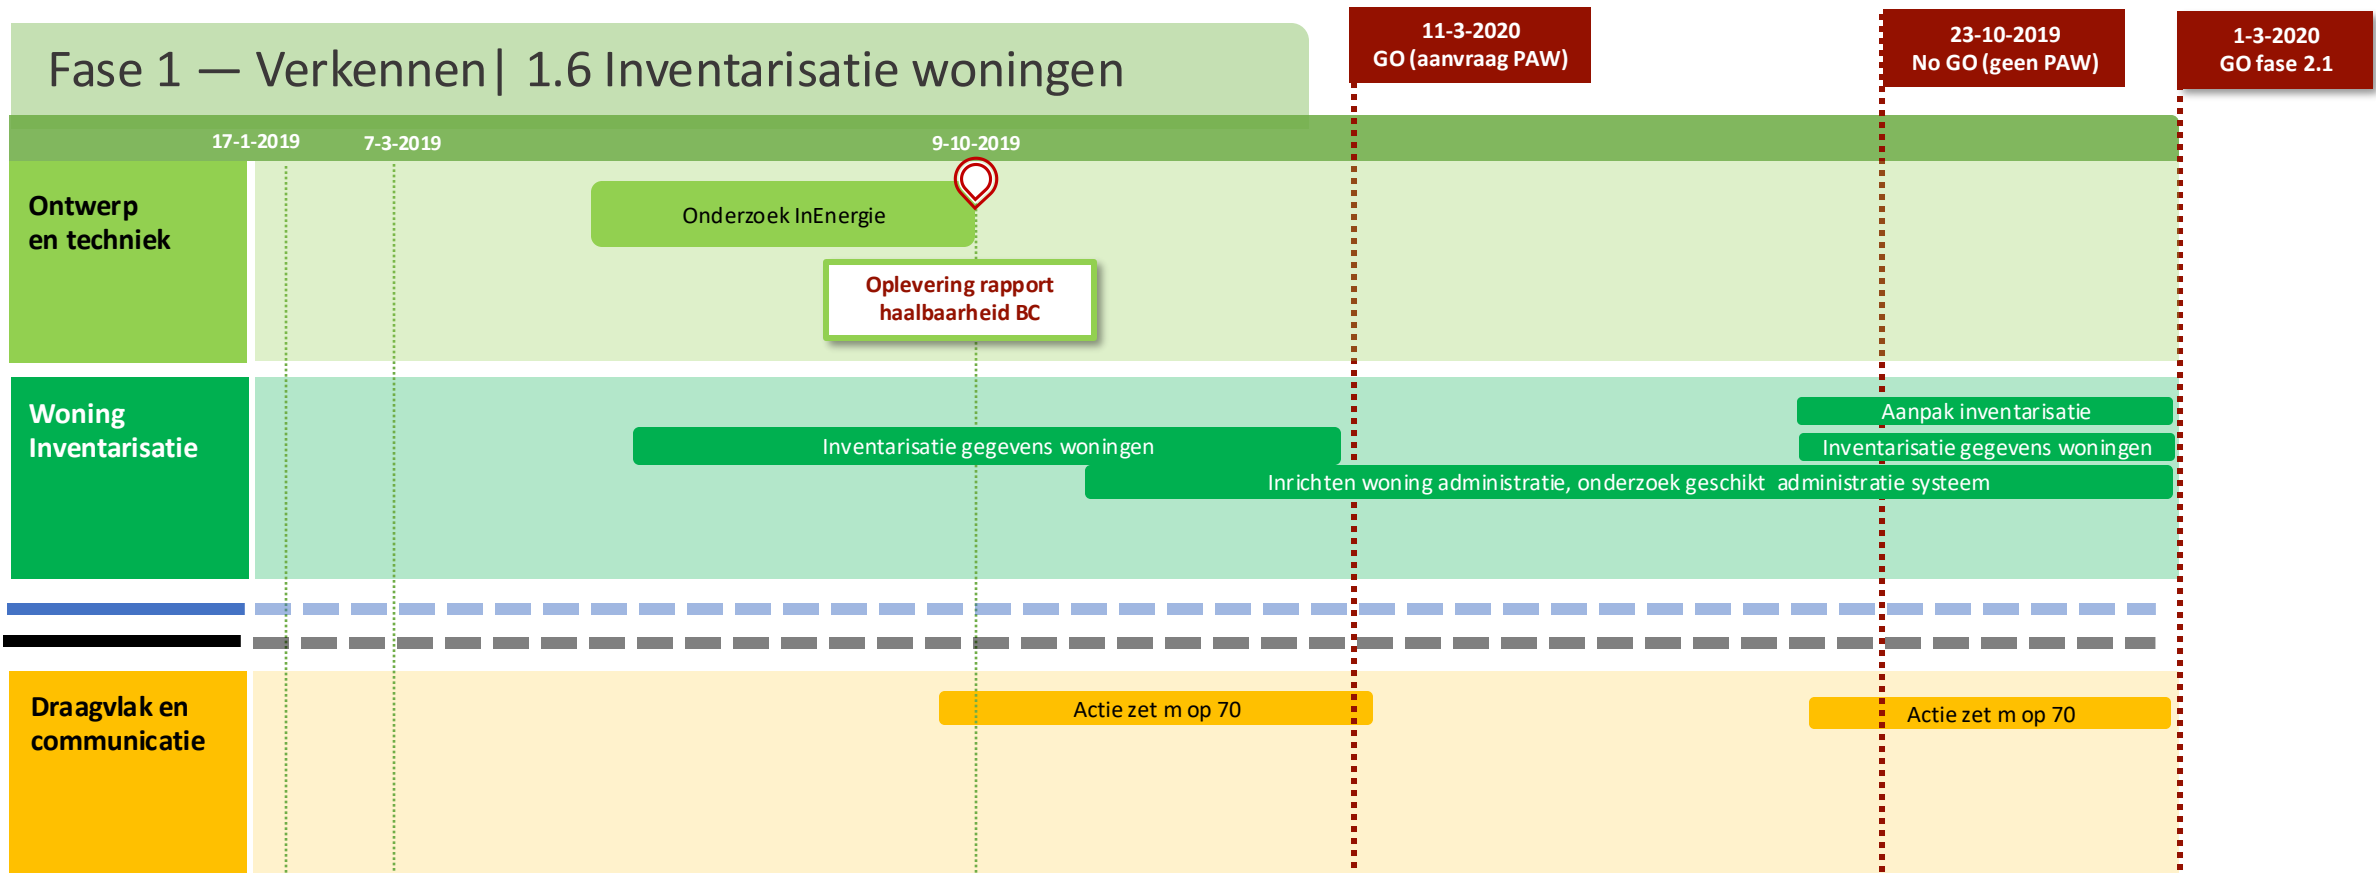 Fase 1 — Verkennen| 1.6 Inventarisatie woningen
11-3-2020
GO (aanvraag PAW)
23-10-2019
No GO (geen PAW)
1-3-2020
GO fase 2.1
17-1-2019
7-3-2019
9-10-2019
Ontwerp
en techniek
Onderzoek InEnergie
Oplevering rapport
haalbaarheid BC
Woning
Inventarisatie
Aanpak inventarisatie
Inventarisatie gegevens woningen
Inventarisatie gegevens woningen
Inrichten woning administratie, onderzoek geschikt administratie systeem
Draagvlak en
communicatie
Actie zet m op 70
Actie zet m op 70